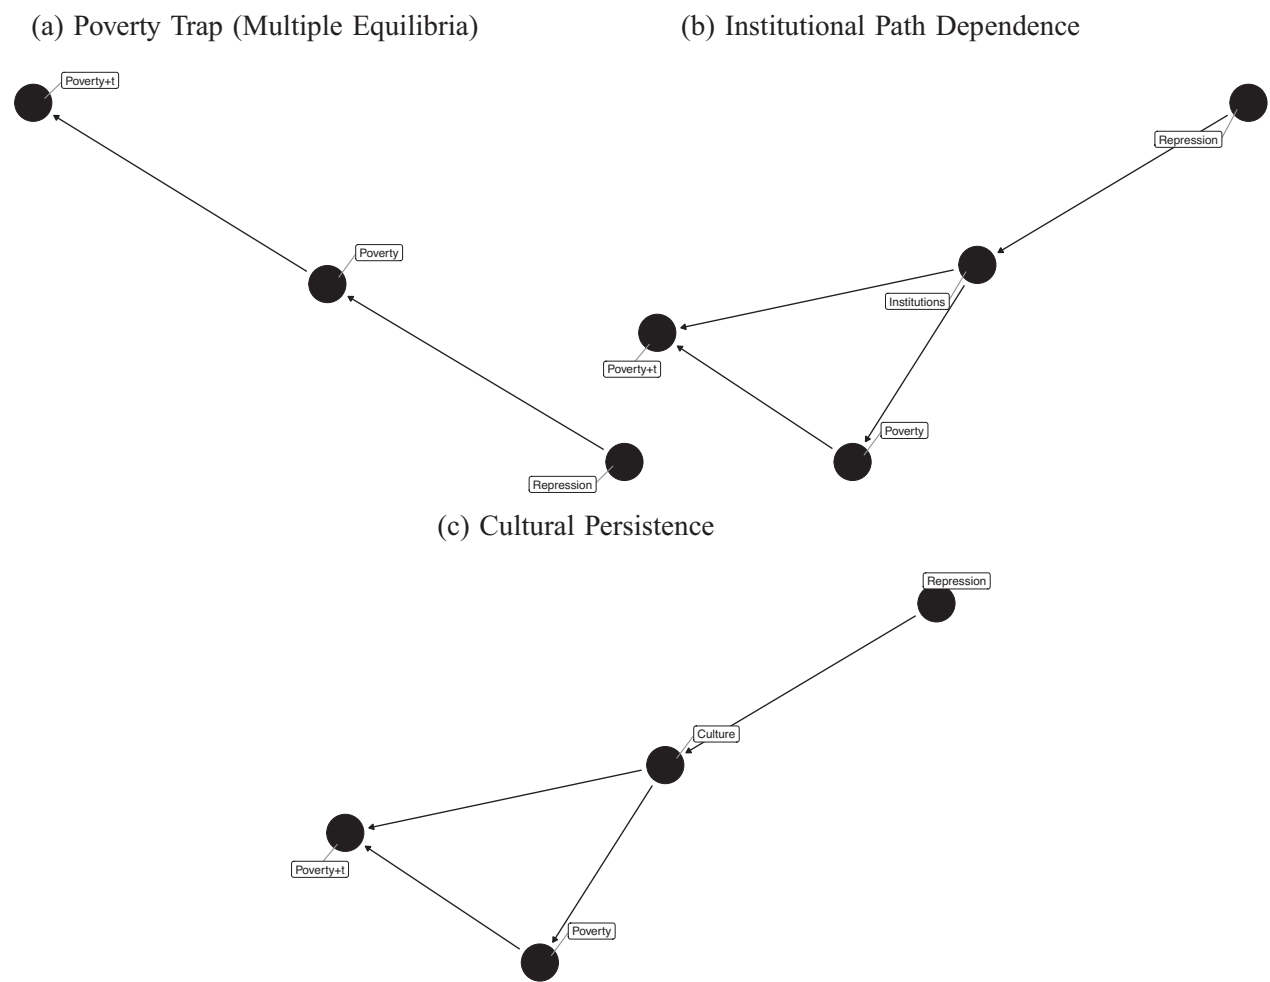 (a) Poverty Trap (Multiple Equilibria)
Poverty+t
Poverty
Repression
(b) Institutional Path Dependence
Repression
Institutions
Poverty+t
Poverty
(c) Cultural Persistence
Repression
Culture
Poverty+t
Poverty